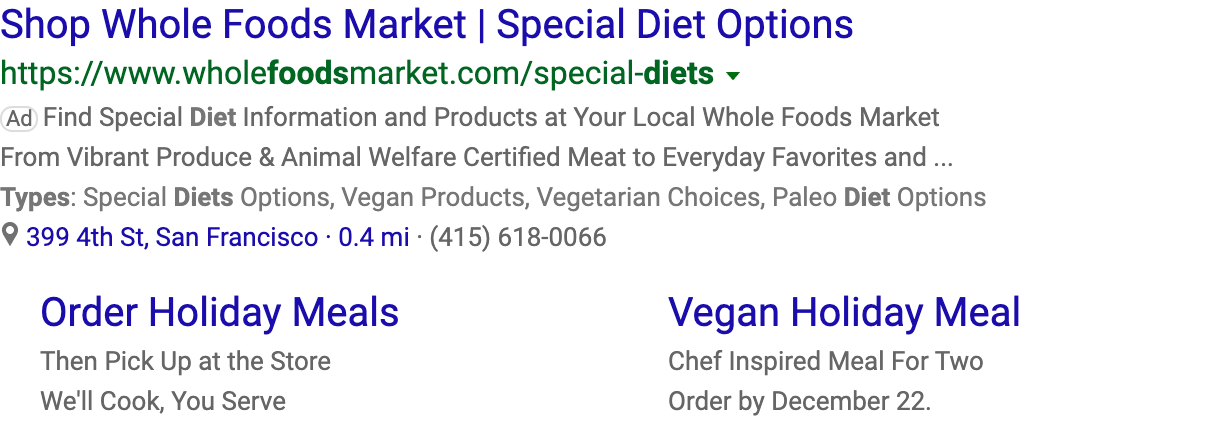 Shop Whole Foods Market | Special Diet Options
https://www.wholefoodsmarket.com/special-diets
Ad Find Special Diet Information and Products at Your Local Whole Foods Market
From Vibrant Produce & Animal Welfare Certified Meat to Everyday Favorites and ...
Types: Special Diets Options, Vegan Products, Vegetarian Choices, Paleo Diet Options
399 4th St, San Francisco · 0.4 mi · (415) 618-0066
Order Holiday Meals
Then Pick Up at the Store
We'll Cook, You Serve
Vegan Holiday Meal
Chef Inspired Meal For Two
Order by December 22.